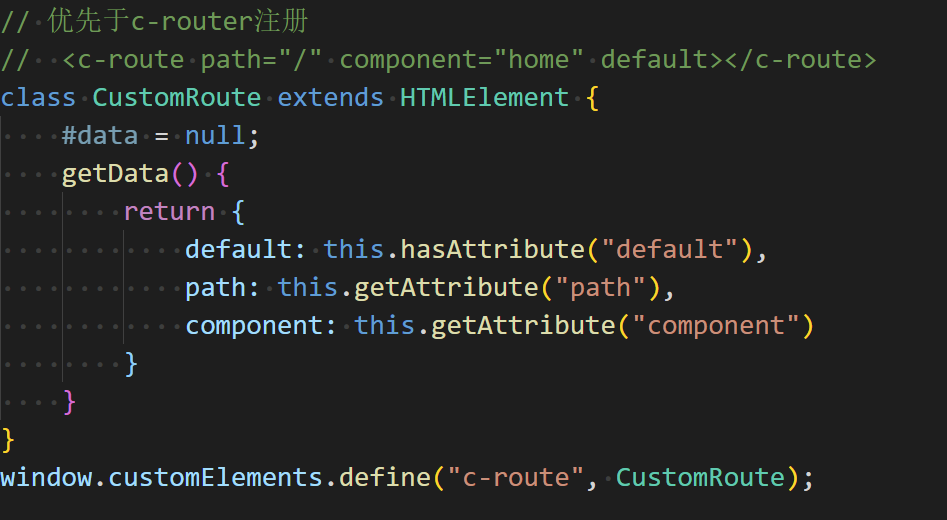 // 优先于c-router注册
//  <c-route path="/" component="home" default></c-route>
class CustomRoute extends HTMLElement {
    #data = null;
    getData() {
        return {
            default: this.hasAttribute("default"),
            path: this.getAttribute("path"),
            component: this.getAttribute("component")
        }
    }
}
window.customElements.define("c-route", CustomRoute);